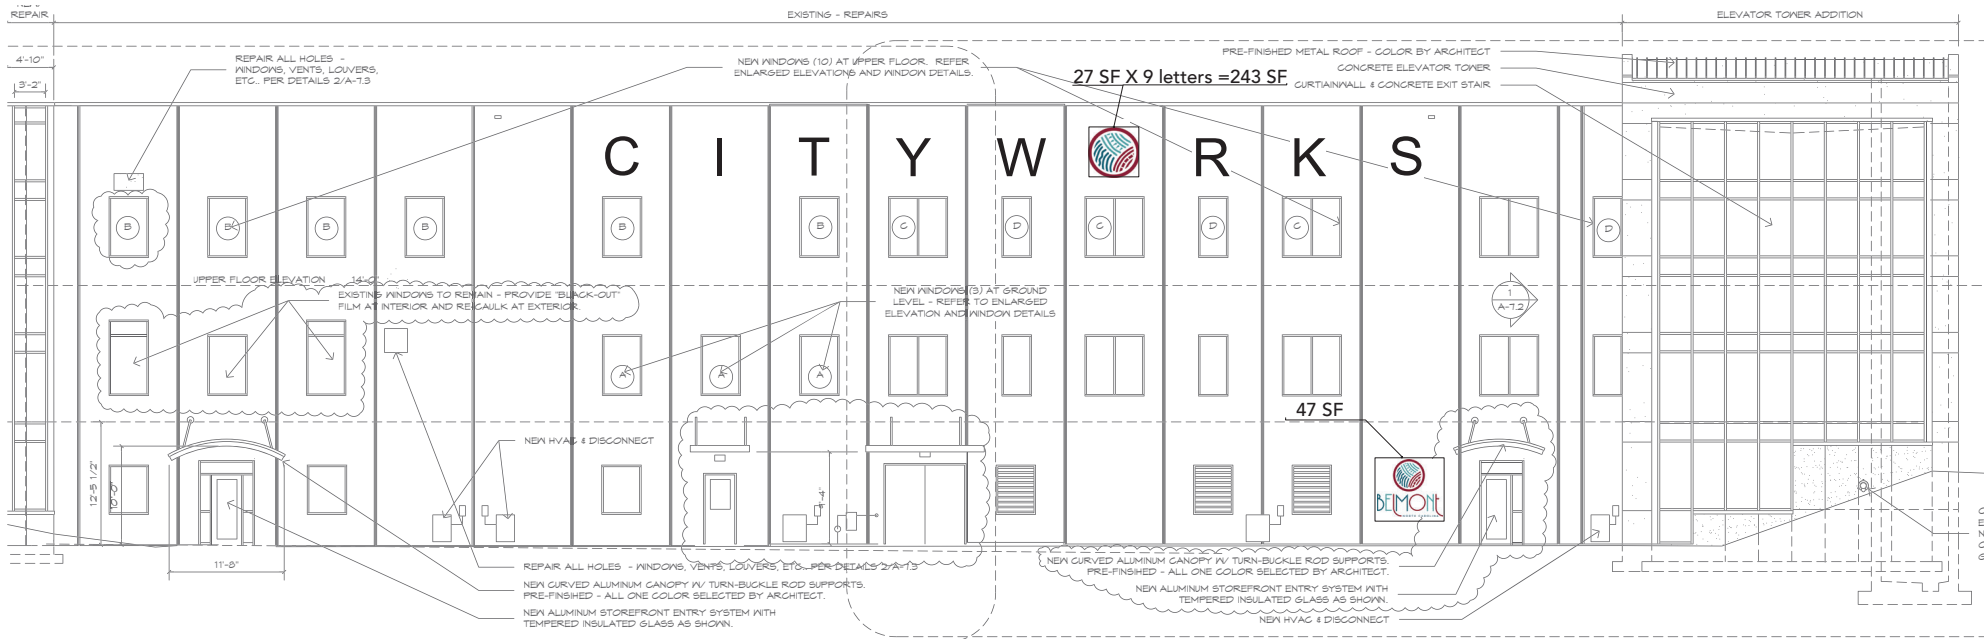 REPAIR
EXISTING - REPAIRS
ELEVATOR TOWER ADDITION
4'-10"
3'-2"
REPAIR ALL HOLES -
WINDOWS, VENTS, LOUVERS,
ETC.. PER DETAILS 2/A-7.3
NEW WINDOWS (10) AT UPPER FLOOR. REFER
ENLARGED ELEVATIONS AND WINDOW DETAILS.
27 SF X 9 letters =243 SF
PRE-FINISHED METAL ROOF - COLOR BY ARCHITECT
CONCRETE ELEVATOR TOWER
CURTIANWALL & CONCRETE EXIT STAIR
C I T Y W R K S
B B B B B B C D C D C D
UPPER FLOOR ELEVATION 14'-0"
EXISTING WINDOWS TO REMAIN - PROVIDE "BLACK-OUT"
FILM AT INTERIOR AND RE-CAULK AT EXTERIOR.
NEW WINDOWS (3) AT GROUND
LEVEL - REFER TO ENLARGED
ELEVATION AND WINDOW DETAILS
1
A-7.2
A A A
47 SF
BELMONT
NORTH CAROLINA
NEW HVAC & DISCONNECT
12'-5 1/2"
10'-0"
11'-8"
REPAIR ALL HOLES - WINDOWS, VENTS, LOUVERS, ETC.. PER DETAILS 2/A-7.3
NEW CURVED ALUMINUM CANOPY W/ TURN-BUCKLE ROD SUPPORTS.
PRE-FINSIHED - ALL ONE COLOR SELECTED BY ARCHITECT.
NEW ALUMINUM STOREFRONT ENTRY SYSTEM WITH
TEMPERED INSULATED GLASS AS SHOWN.
NEW CURVED ALUMINUM CANOPY W/ TURN-BUCKLE ROD SUPPORTS.
PRE-FINSIHED - ALL ONE COLOR SELECTED BY ARCHITECT.
NEW ALUMINUM STOREFRONT ENTRY SYSTEM WITH
TEMPERED INSULATED GLASS AS SHOWN.
NEW HVAC & DISCONNECT